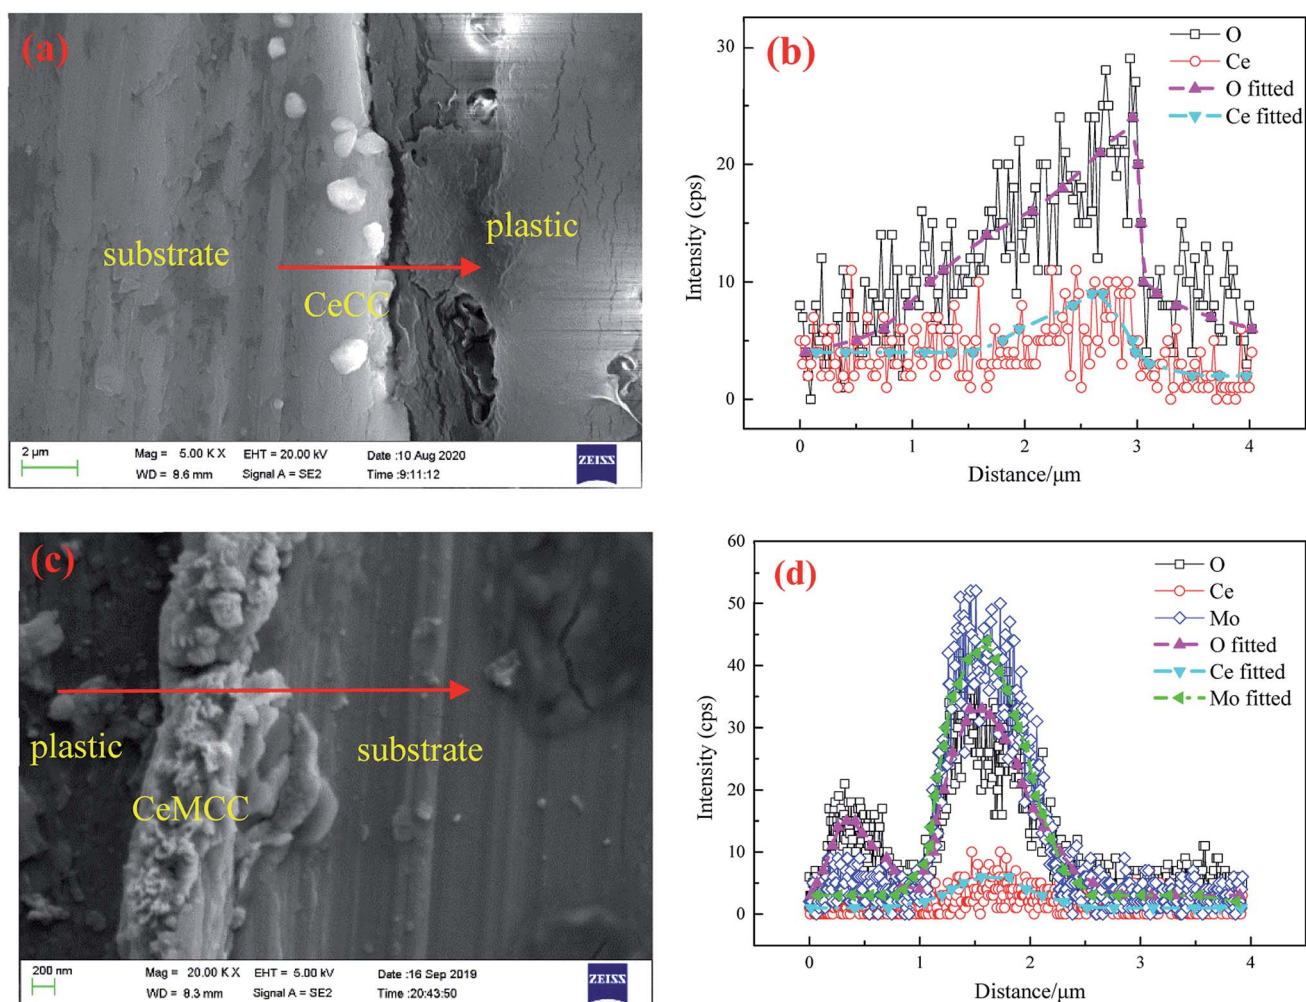 (a)
substrate
CeCC
plastic
2 µm
Mag = 5.00 K X EHT = 20.00 kV Date :10 Aug 2020
WD = 8.6 mm Signal A = SE2 Time :9:11:12
ZEISS
(b)
O
Ce
O fitted
Ce fitted
Intensity (cps)
30
20
10
0
0 1 2 3 4
Distance/µm
(c)
plastic
CeMCC
substrate
200 nm
Mag = 20.00 K X EHT = 5.00 kV Date :16 Sep 2019
WD = 8.3 mm Signal A = SE2 Time :20:43:50
ZEISS
(d)
O
Ce
Mo
O fitted
Ce fitted
Mo fitted
Intensity (cps)
60
50
40
30
20
10
0
0 1 2 3 4
Distance/µm